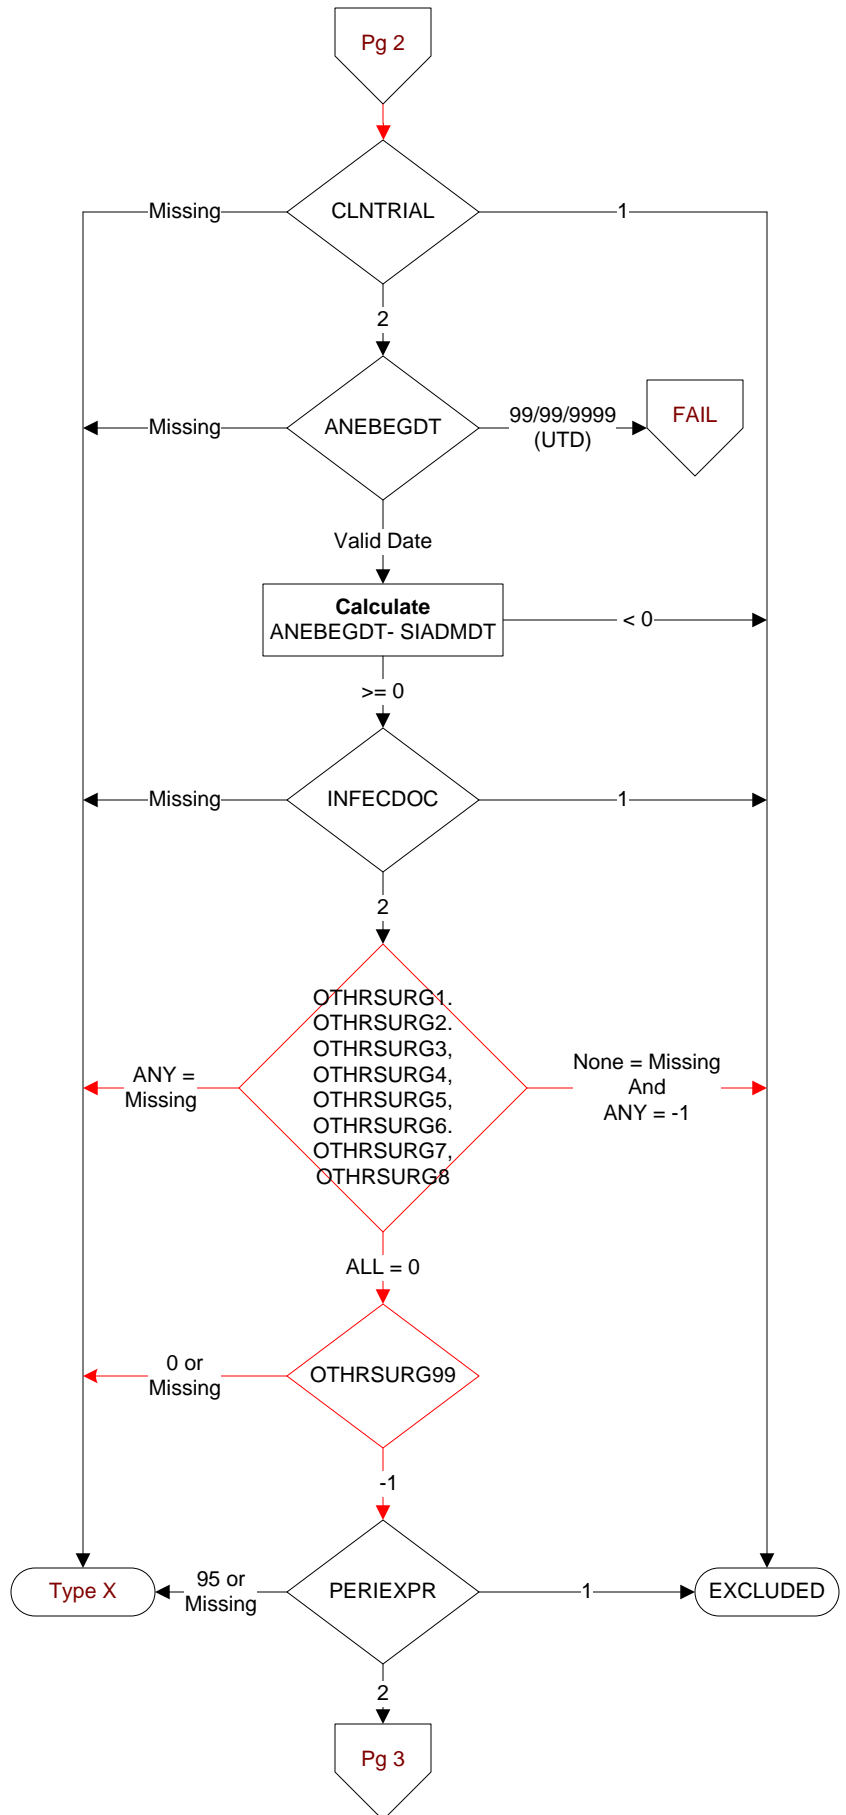 Pg 2
CLNTRIAL
Missing
1
2
ANEBEGDT
Missing
99/99/9999
(UTD)
FAIL
Valid Date
Calculate
ANEBEGDT- SIADMDT
< 0
>= 0
INFECDOC
Missing
1
2
OTHRSURG1.
OTHRSURG2.
OTHRSURG3,
OTHRSURG4,
OTHRSURG5,
OTHRSURG6.
OTHRSURG7,
OTHRSURG8
ANY =
Missing
None = Missing
And
ANY = -1
ALL = 0
0 or
Missing
OTHRSURG99
-1
Type X
95 or
Missing
PERIEXPR
1
EXCLUDED
2
Pg 3